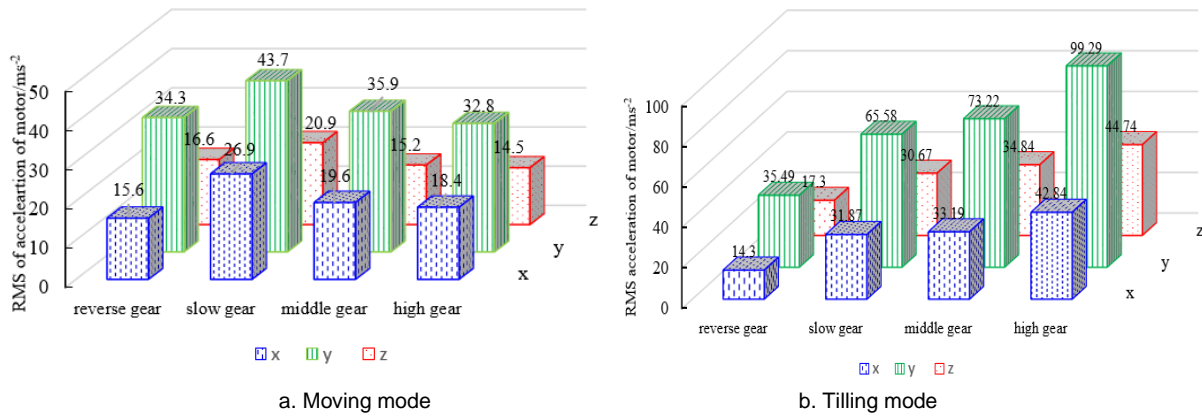 RMS of accelearttion of motor/ms-2
50
40
30
20
10
0
34.3
43.7
35.9
32.8
16.6
20.9
15.2
14.5
15.6
26.9
19.6
18.4
reverse gear
slow gear
middle gear
high gear
x
y
z
x
y
z
a. Moving mode
RMS acceleration of motor/ms-2
100
80
60
40
20
0
35.49
65.58
73.22
99.29
17.3
30.67
34.84
44.74
14.3
31.87
33.19
42.84
reverse gear
slow gear
middle gear
high gear
x
y
z
x
y
z
b. Tilling mode